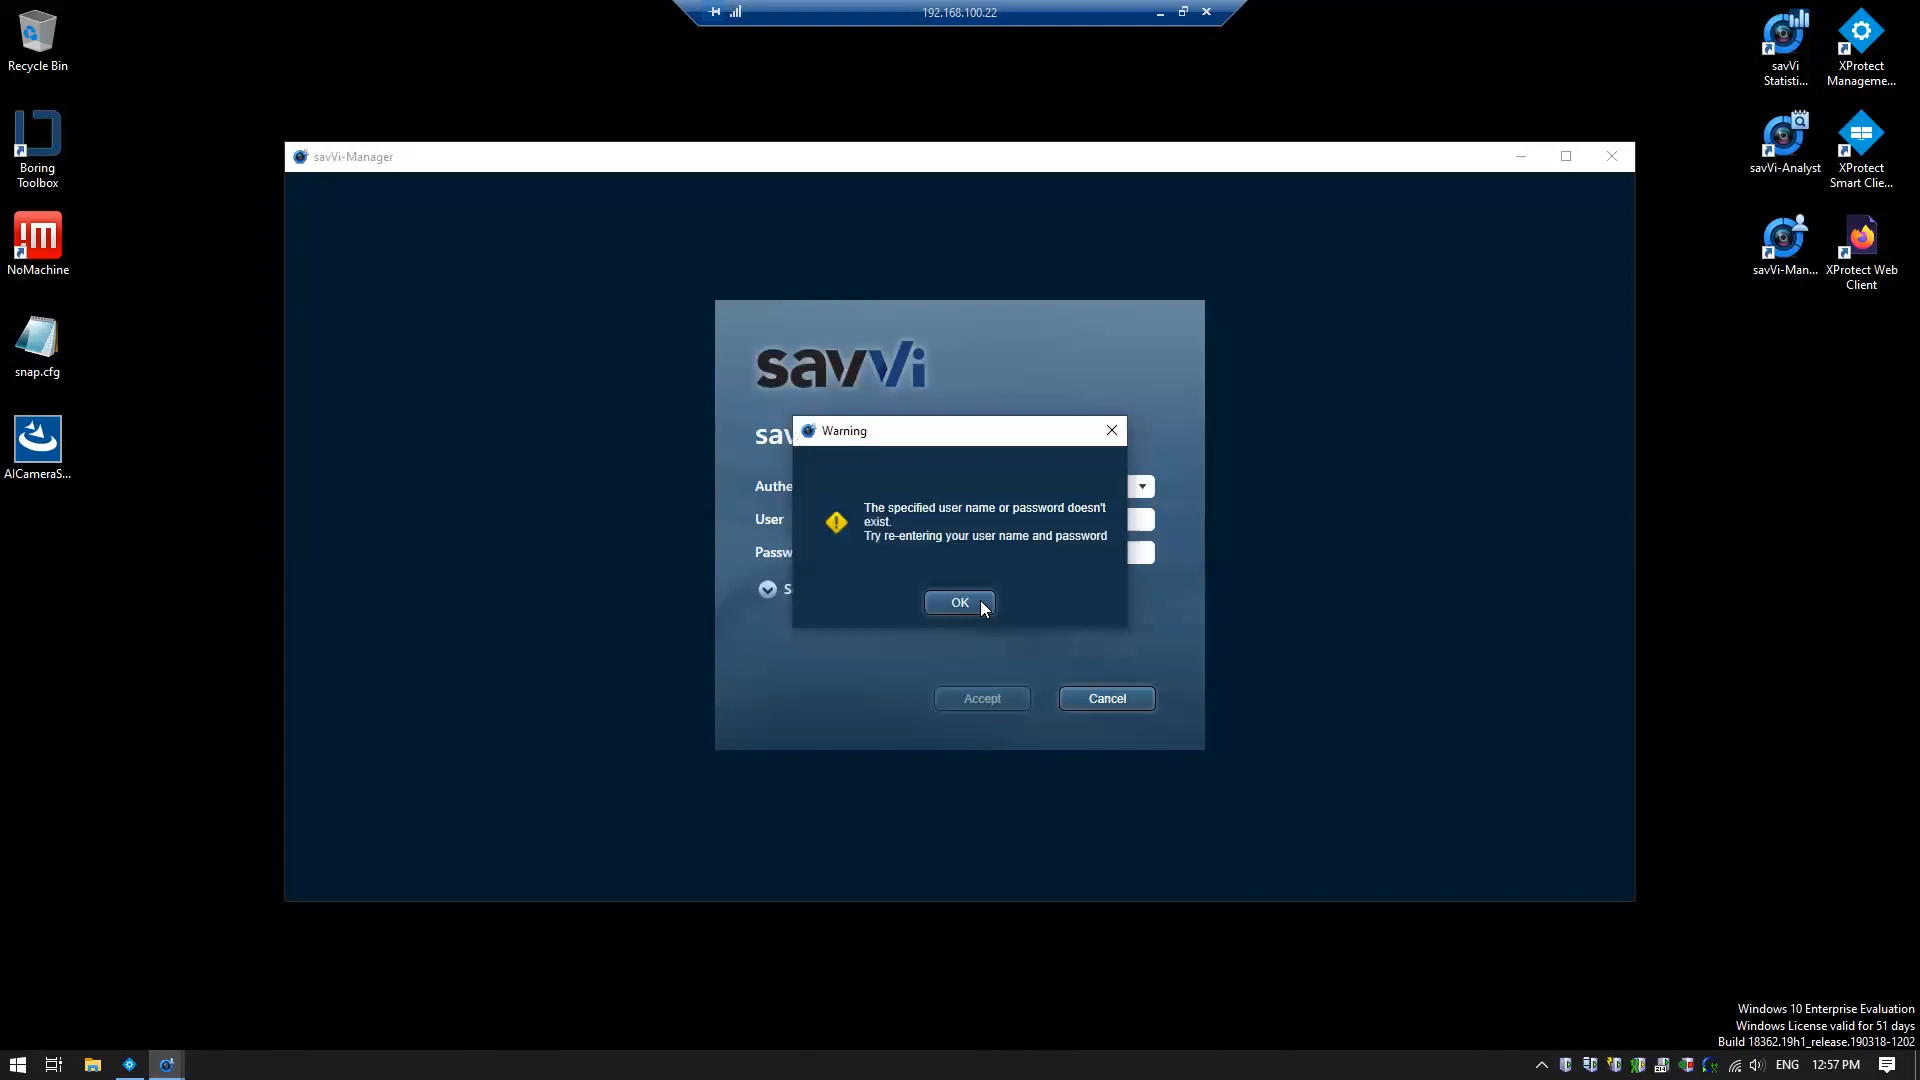 192.168.100.22
Recycle Bin
Boring
Toolbox
NoMachine
snap.cfg
AICameraS...
savVi
Statisti...
XProtect
Manageme...
savVi-Analyst
XProtect
Smart Clie...
savVi-Man...
XProtect Web
Client
savVi-Manager
savVi
sav
Warning
Authe
The specified user name or password doesn't
exist.
Try re-entering your user name and password
User
Passw
S
OK
Accept
Cancel
Windows 10 Enterprise Evaluation
Windows License valid for 51 days
Build 18362.19h1_release.190318-1202
ENG
12:57 PM